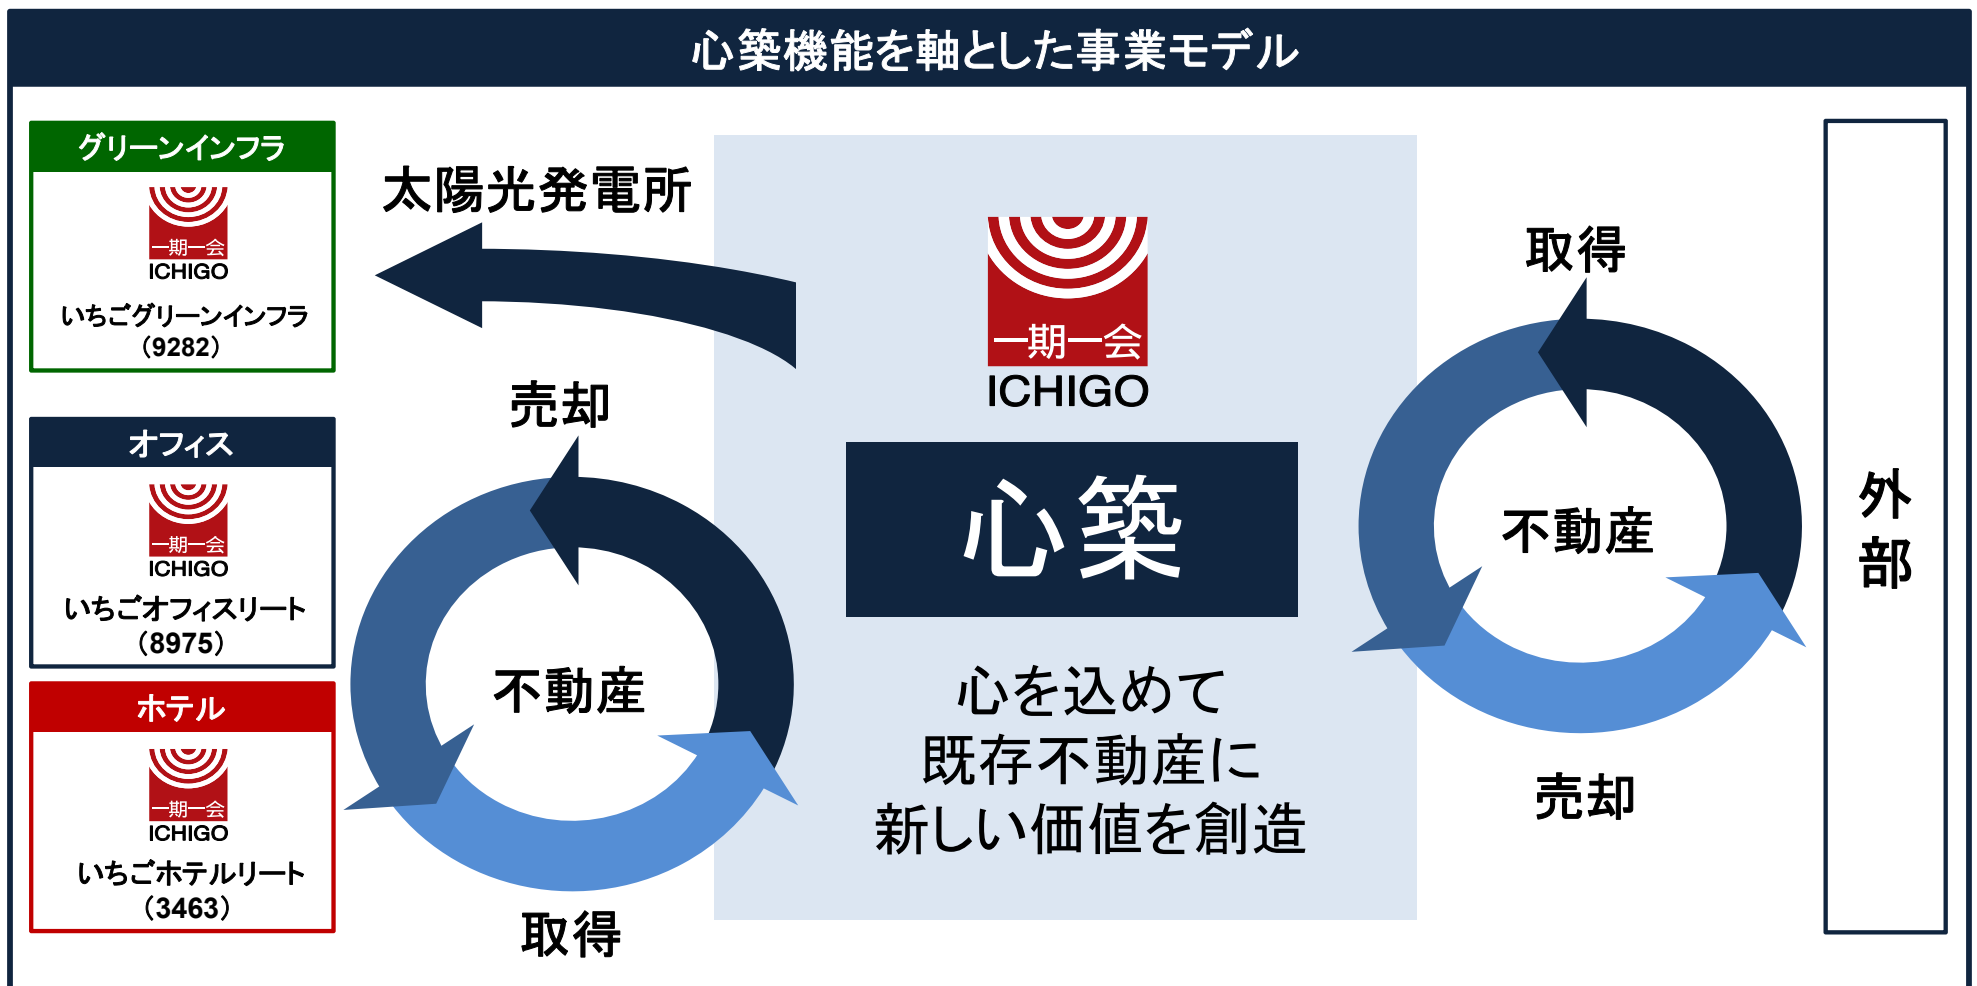 心築機能を軸とした事業モデル
グリーンインフラ
一期一会
ICHIGO
いちごグリーンインフラ
（9282）
オフィス
一期一会
ICHIGO
いちごオフィスリート
（8975）
ホテル
一期一会
ICHIGO
いちごホテルリート
（3463）
太陽光発電所
売却
不動産
取得
一期一会
ICHIGO
心築
心を込めて
既存不動産に
新しい価値を創造
取得
不動産
売却
外
部